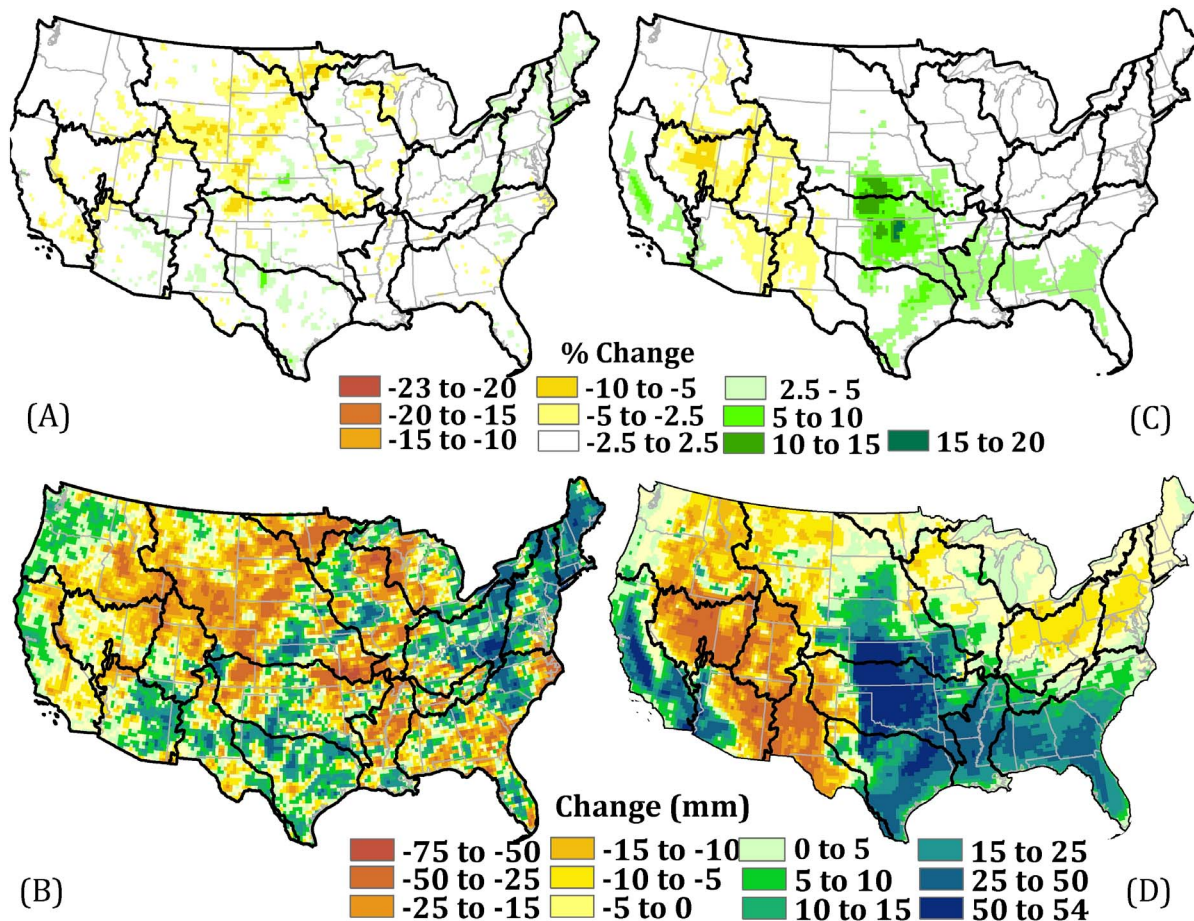 % Change
-23 to -20 -10 to -5 2.5 - 5
(A) -20 to -15 -5 to -2.5 5 to 10 (C)
-15 to -10 -2.5 to 2.5 10 to 15 15 to 20
Change (mm)
-75 to -50 -15 to -10 0 to 5 15 to 25
-50 to -25 -10 to -5 5 to 10 25 to 50
(B) -25 to -15 -5 to 0 10 to 15 50 to 54 (D)